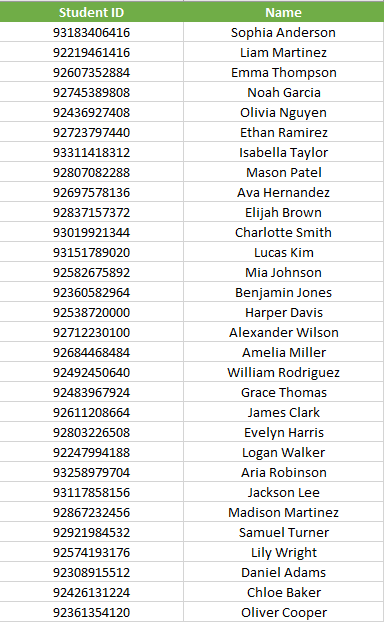 Student ID Name
93183406416 Sophia Anderson
92219461416 Liam Martinez
92607352884 Emma Thompson
92745389808 Noah Garcia
92436927408 Olivia Nguyen
92723797440 Ethan Ramirez
93311418312 Isabella Taylor
92807082288 Mason Patel
92697578136 Ava Hernandez
92837157372 Elijah Brown
93019921344 Charlotte Smith
93151789020 Lucas Kim
92582675892 Mia Johnson
92360582964 Benjamin Jones
92538720000 Harper Davis
92712230100 Alexander Wilson
92684468484 Amelia Miller
92492450640 William Rodriguez
92483967924 Grace Thomas
92611208664 James Clark
92803226508 Evelyn Harris
92247994188 Logan Walker
93258979704 Aria Robinson
93117858156 Jackson Lee
92867232456 Madison Martinez
92921984532 Samuel Turner
92574193176 Lily Wright
92308915512 Daniel Adams
92426131224 Chloe Baker
92361354120 Oliver Cooper